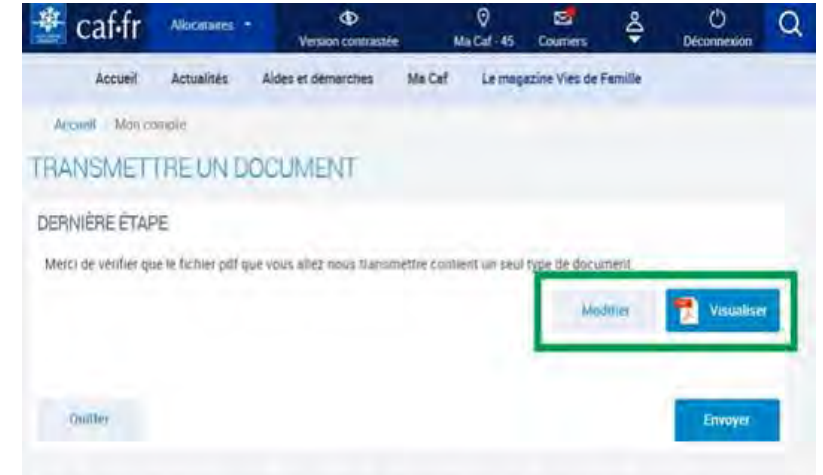 caf.fr Allocataires Version contrastée Ma Caf - 45 Courriers Déconnexion
Accueil Actualités Aides et démarches Ma Caf Le magazine Vies de Famille
Accueil Mon compte
TRANSMETTRE UN DOCUMENT
DERNIÈRE ÉTAPE
Merci de vérifier que le fichier pdf que vous allez nous transmettre contient un seul type de document.
Modifier Visualiser
Quitter Envoyer